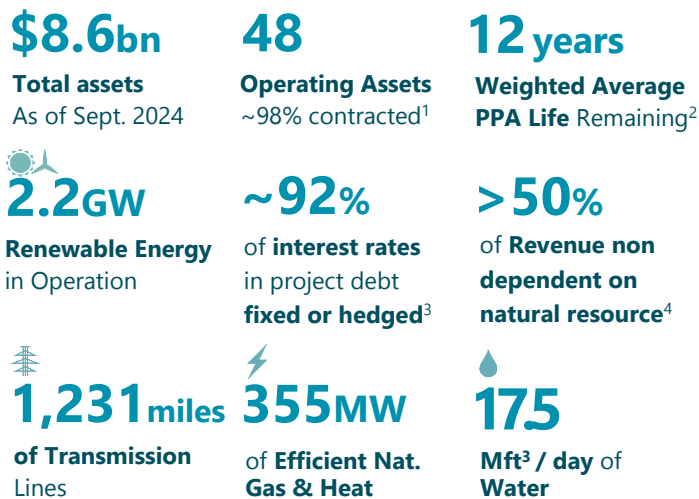 $8.6bn
Total assets
As of Sept. 2024
48
Operating Assets
~98% contracted¹
12 years
Weighted Average
PPA Life Remaining²
2.2GW
Renewable Energy
in Operation
~92%
of interest rates
in project debt
fixed or hedged³
>50%
of Revenue non
dependent on
natural resource⁴
1,231 miles
of Transmission
Lines
355MW
of Efficient Nat.
Gas & Heat
17.5
Mft³ / day of
Water